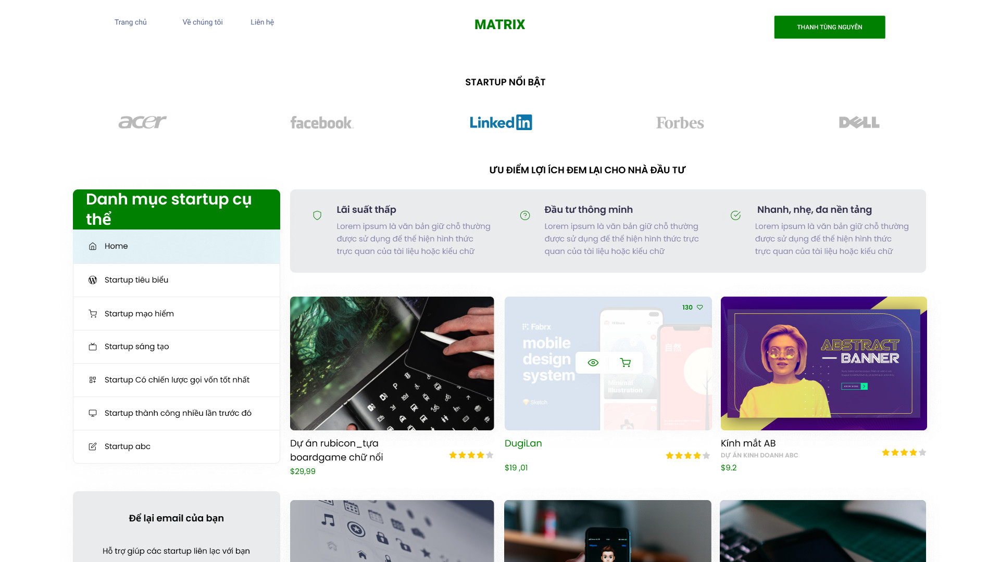 Trang chủ
Về chúng tôi
Liên hệ
MATRIX
THANH TÙNG NGUYỄN
STARTUP NỔI BẬT
acer
facebook
Linked in
Forbes
DELL
ƯU ĐIỂM LỢI ÍCH ĐEM LẠI CHO NHÀ ĐẦU TƯ
Danh mục startup cụ
thể
Home
Startup tiêu biểu
Startup mạo hiểm
Startup sáng tạo
Startup Có chiến lược gọi vốn tốt nhất
Startup thành công nhiều lần trước đó
Startup abc
Lãi suất thấp
Lorem ipsum là văn bản giữ chỗ thường
được sử dụng để thể hiện hình thức
trực quan của tài liệu hoặc kiểu chữ
Đầu tư thông minh
Lorem ipsum là văn bản giữ chỗ thường
được sử dụng để thể hiện hình thức trực
quan của tài liệu hoặc kiểu chữ
Nhanh, nhẹ, đa nền tảng
Lorem ipsum là văn bản giữ chỗ thường
được sử dụng để thể hiện hình thức
trực quan của tài liệu hoặc kiểu chữ
130
Fabrx
mobile
design
system
Sketch
Hi Bruce
Minimal
Illustration
自然
ABSTRACT
BANNER
KNOW MORE
Dự án rubicon_tựa
boardgame chữ nổi
$29,99
DugiLan
$19 ,01
Kính mắt AB
DỰ ÁN KINH DOANH ABC
$9.2
Để lại email của bạn
Hỗ trợ giúp các startup liên lạc với bạn